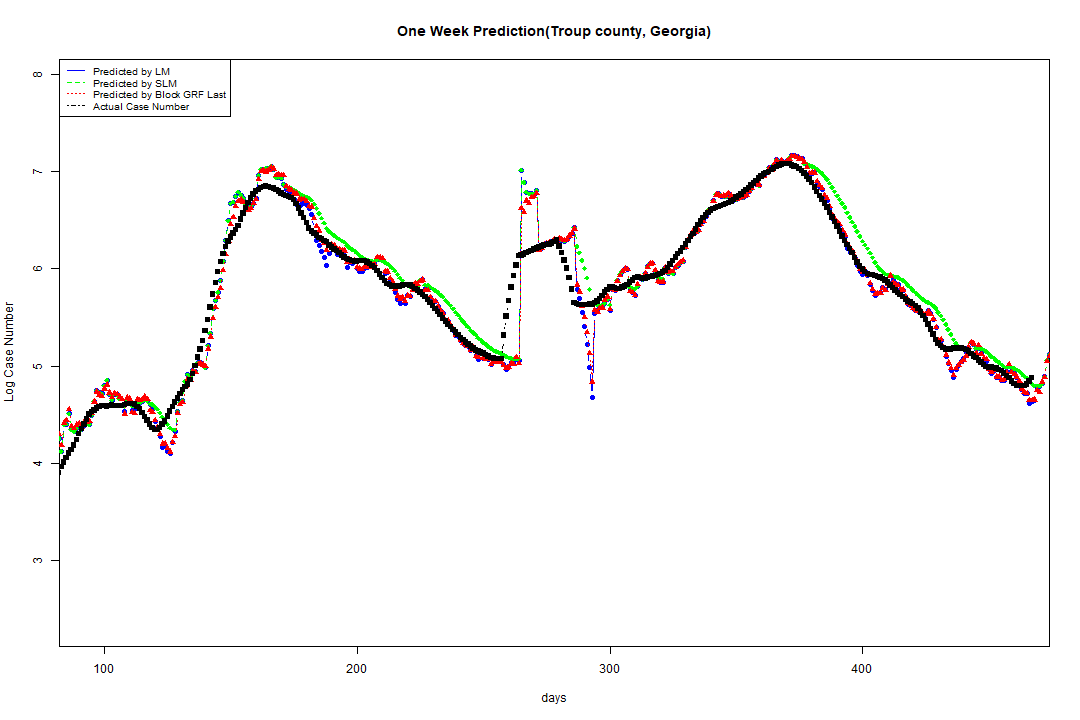 One Week Prediction(Troup county, Georgia)
Predicted by LM
Predicted by SLM
Predicted by Block GRF Last
Actual Case Number
8
7
6
5
4
3
Log Case Number
100 200 300 400
days